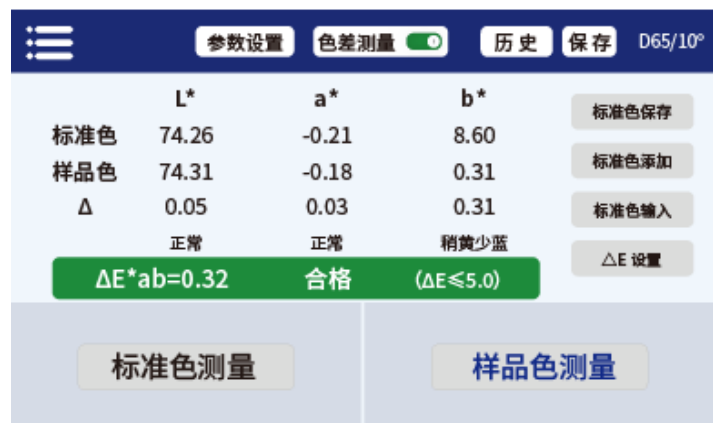 参数设置 色差测量 历史 保存 D65/10°
L* a* b*
标准色保存
标准色 74.26 -0.21 8.60
标准色添加
样品色 74.31 -0.18 0.31
Δ 0.05 0.03 0.31
标准色输入
正常 正常 稍黄少蓝
△E 设置
ΔE*ab=0.32 合格 (ΔE≤5.0)
标准色测量 样品色测量